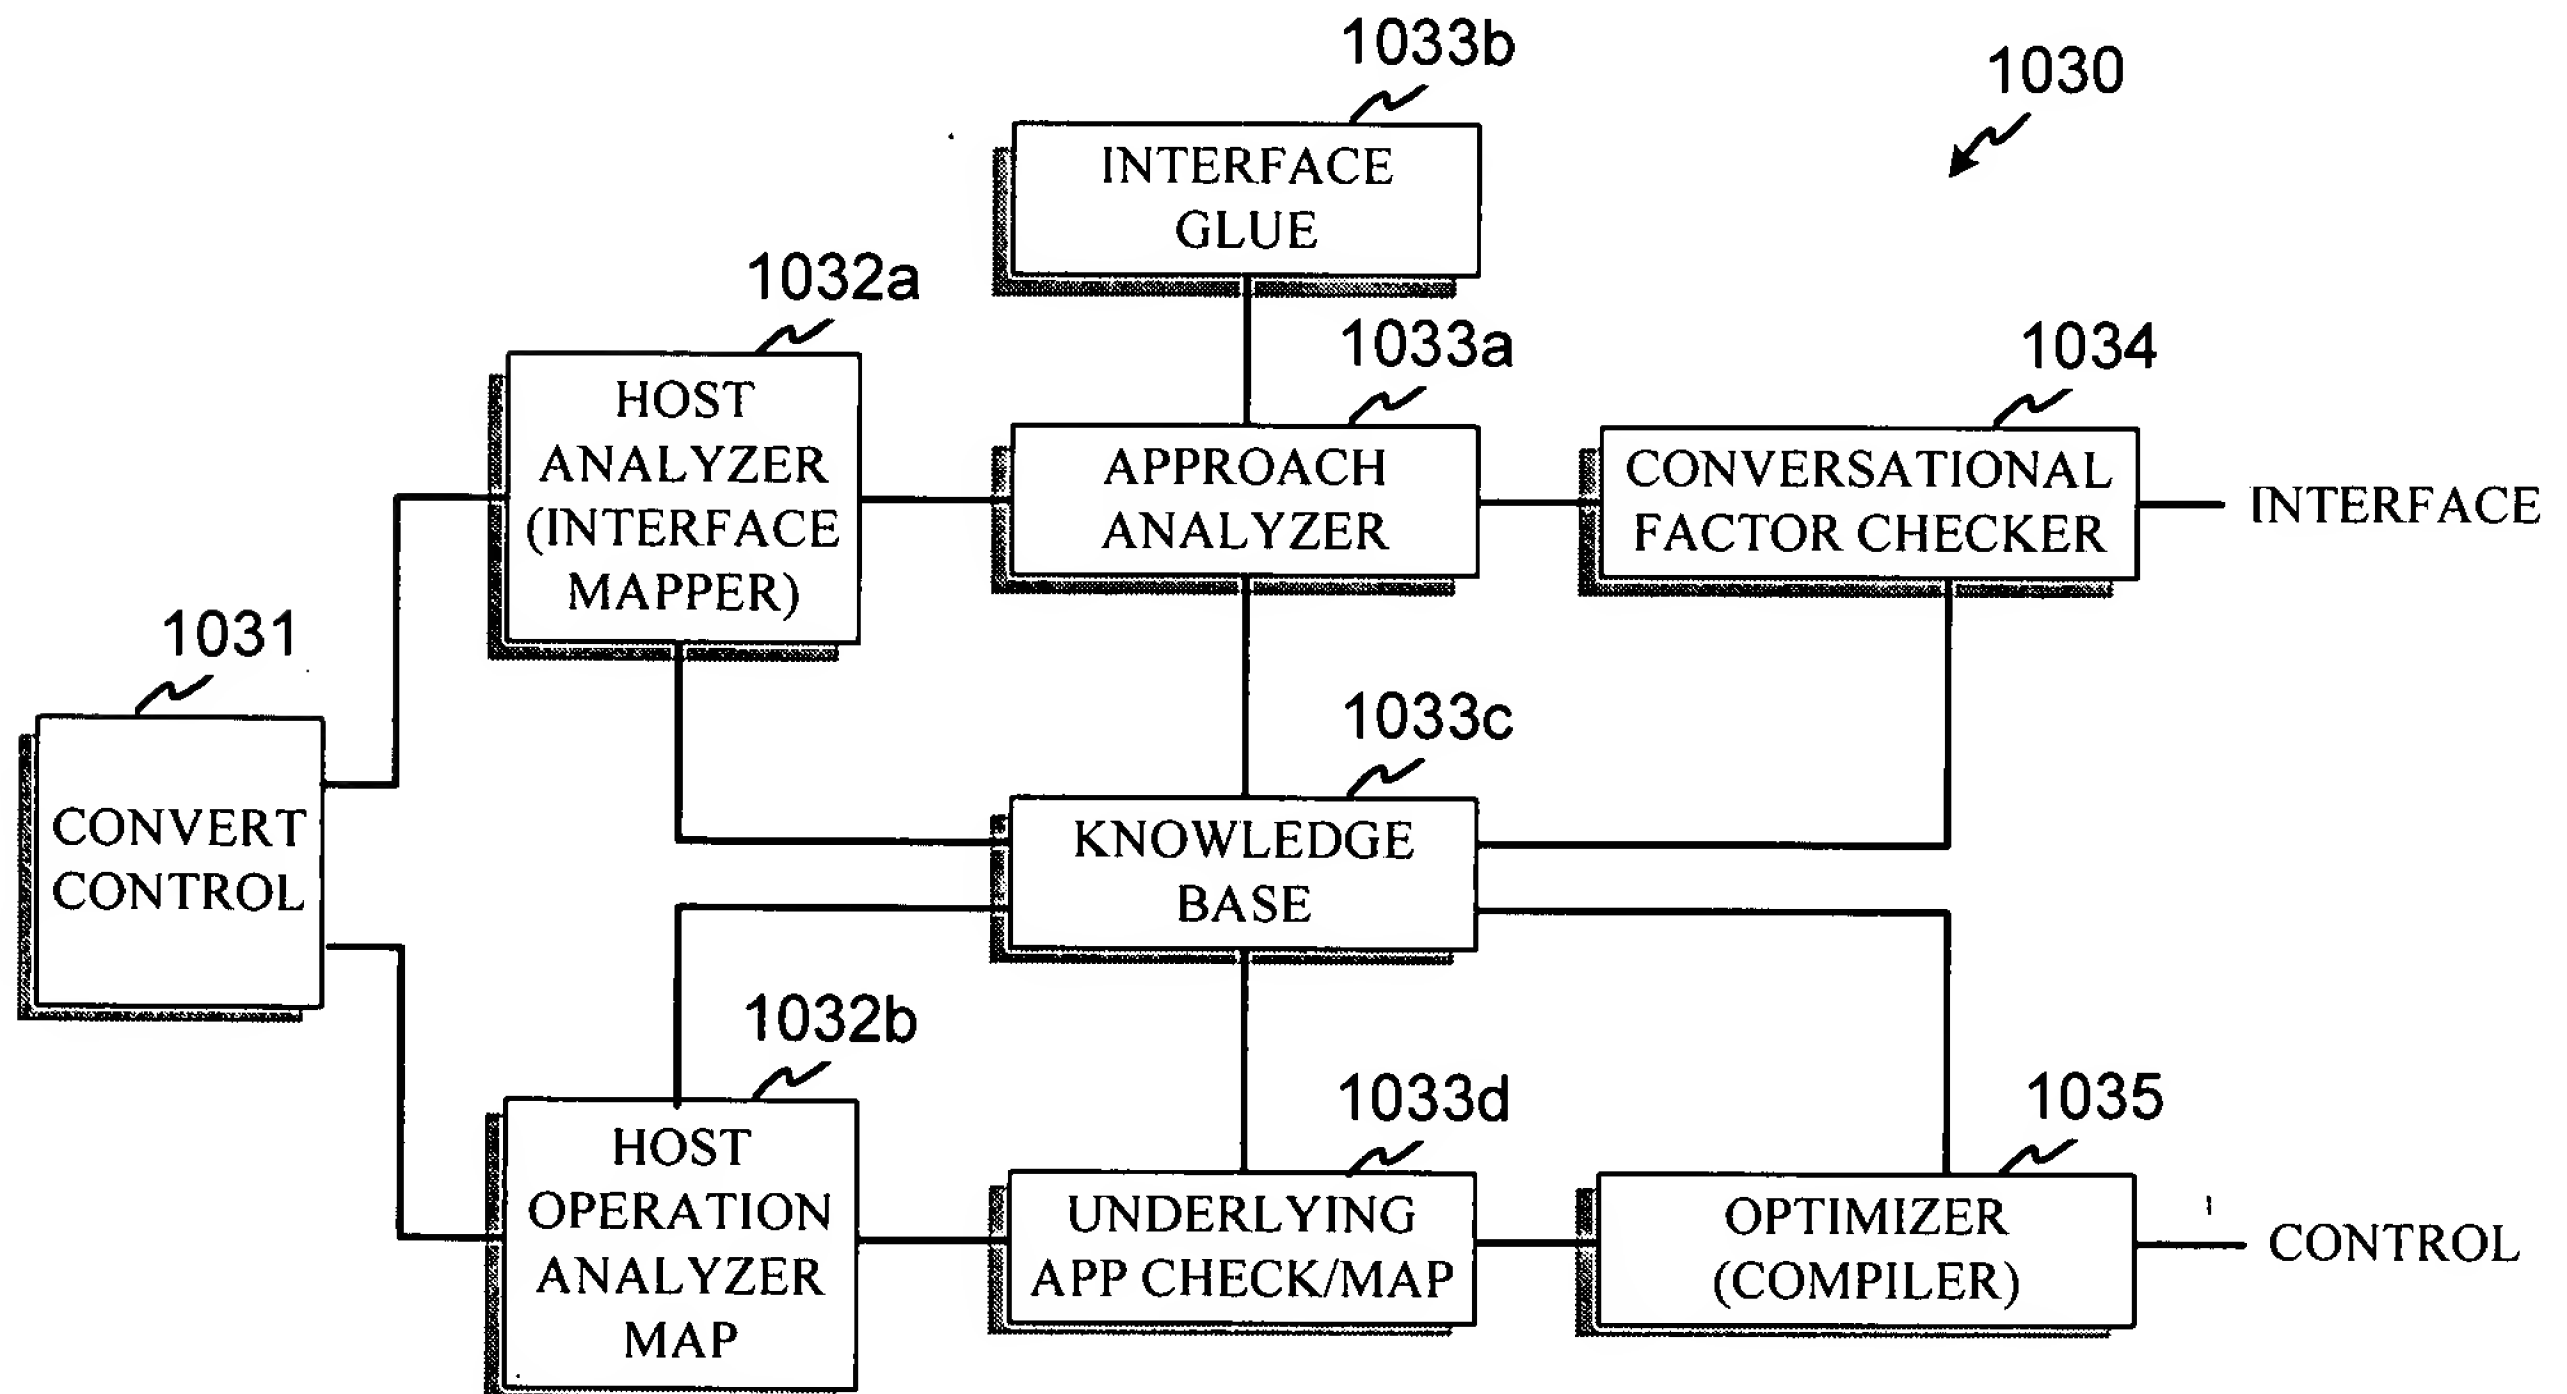 1033b
1030
INTERFACE
GLUE
1032a
1033a
1034
HOST
ANALYZER
(INTERFACE
MAPPER)
APPROACH
ANALYZER
CONVERSATIONAL
FACTOR CHECKER
INTERFACE
1031
1033c
CONVERT
CONTROL
KNOWLEDGE
BASE
1032b
1033d
1035
HOST
OPERATION
ANALYZER
MAP
UNDERLYING
APP CHECK/MAP
OPTIMIZER
(COMPILER)
CONTROL